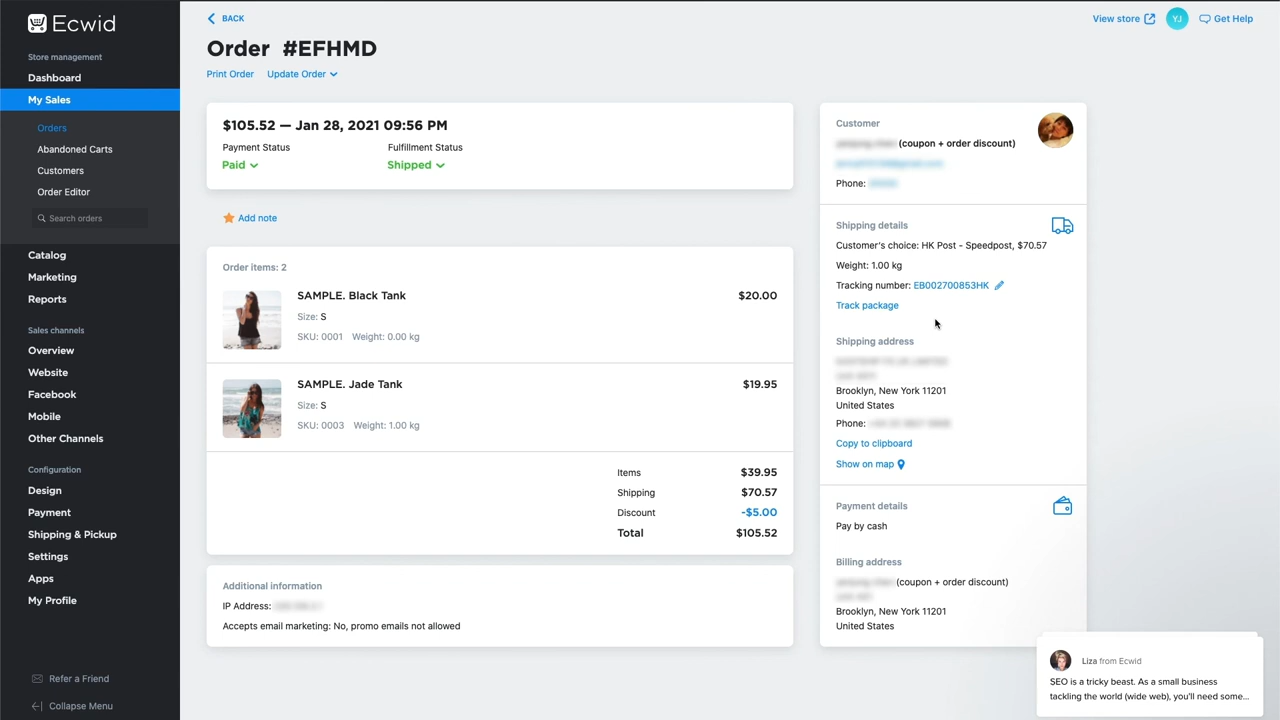 Ecwid
Store management
Dashboard
My Sales
Orders
Abandoned Carts
Customers
Order Editor
Search orders
Catalog
Marketing
Reports
Sales channels
Overview
Website
Facebook
Mobile
Other Channels
Configuration
Design
Payment
Shipping & Pickup
Settings
Apps
My Profile
Refer a Friend
Collapse Menu
BACK
View store
YJ
Get Help
Order #EFHMD
Print Order Update Order
$105.52 — Jan 28, 2021 09:56 PM
Payment Status Fulfillment Status
Paid Shipped
Add note
Order items: 2
SAMPLE. Black Tank $20.00
Size: S
SKU: 0001 Weight: 0.00 kg
SAMPLE. Jade Tank $19.95
Size: S
SKU: 0003 Weight: 1.00 kg
Items $39.95
Shipping $70.57
Discount -$5.00
Total $105.52
Additional information
IP Address:
Accepts email marketing: No, promo emails not allowed
Customer
(coupon + order discount)
Phone:
Shipping details
Customer's choice: HK Post - Speedpost, $70.57
Weight: 1.00 kg
Tracking number: EB002700853HK
Track package
Shipping address
Brooklyn, New York 11201
United States
Phone:
Copy to clipboard
Show on map
Payment details
Pay by cash
Billing address
(coupon + order discount)
Brooklyn, New York 11201
United States
Liza from Ecwid
SEO is a tricky beast. As a small business
tackling the world (wide web), you'll need some...